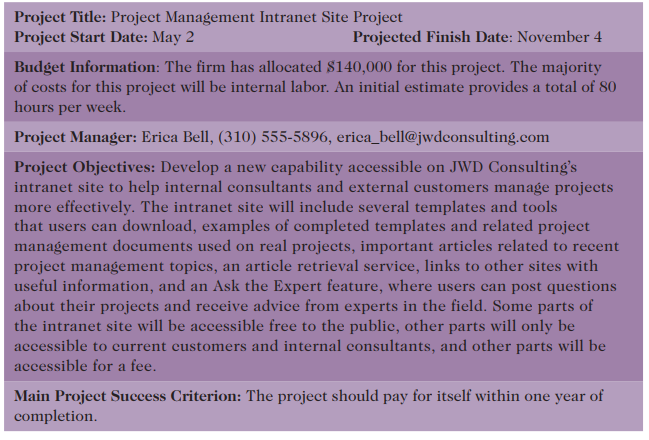 Project Title: Project Management Intranet Site Project
Project Start Date: May 2 Projected Finish Date: November 4
Budget Information: The firm has allocated $140,000 for this project. The majority
of costs for this project will be internal labor. An initial estimate provides a total of 80
hours per week.
Project Manager: Erica Bell, (310) 555-5896, erica_bell@jwdconsulting.com
Project Objectives: Develop a new capability accessible on JWD Consulting's
intranet site to help internal consultants and external customers manage projects
more effectively. The intranet site will include several templates and tools
that users can download, examples of completed templates and related project
management documents used on real projects, important articles related to recent
project management topics, an article retrieval service, links to other sites with
useful information, and an Ask the Expert feature, where users can post questions
about their projects and receive advice from experts in the field. Some parts of
the intranet site will be accessible free to the public, other parts will only be
accessible to current customers and internal consultants, and other parts will be
accessible for a fee.
Main Project Success Criterion: The project should pay for itself within one year of
completion.